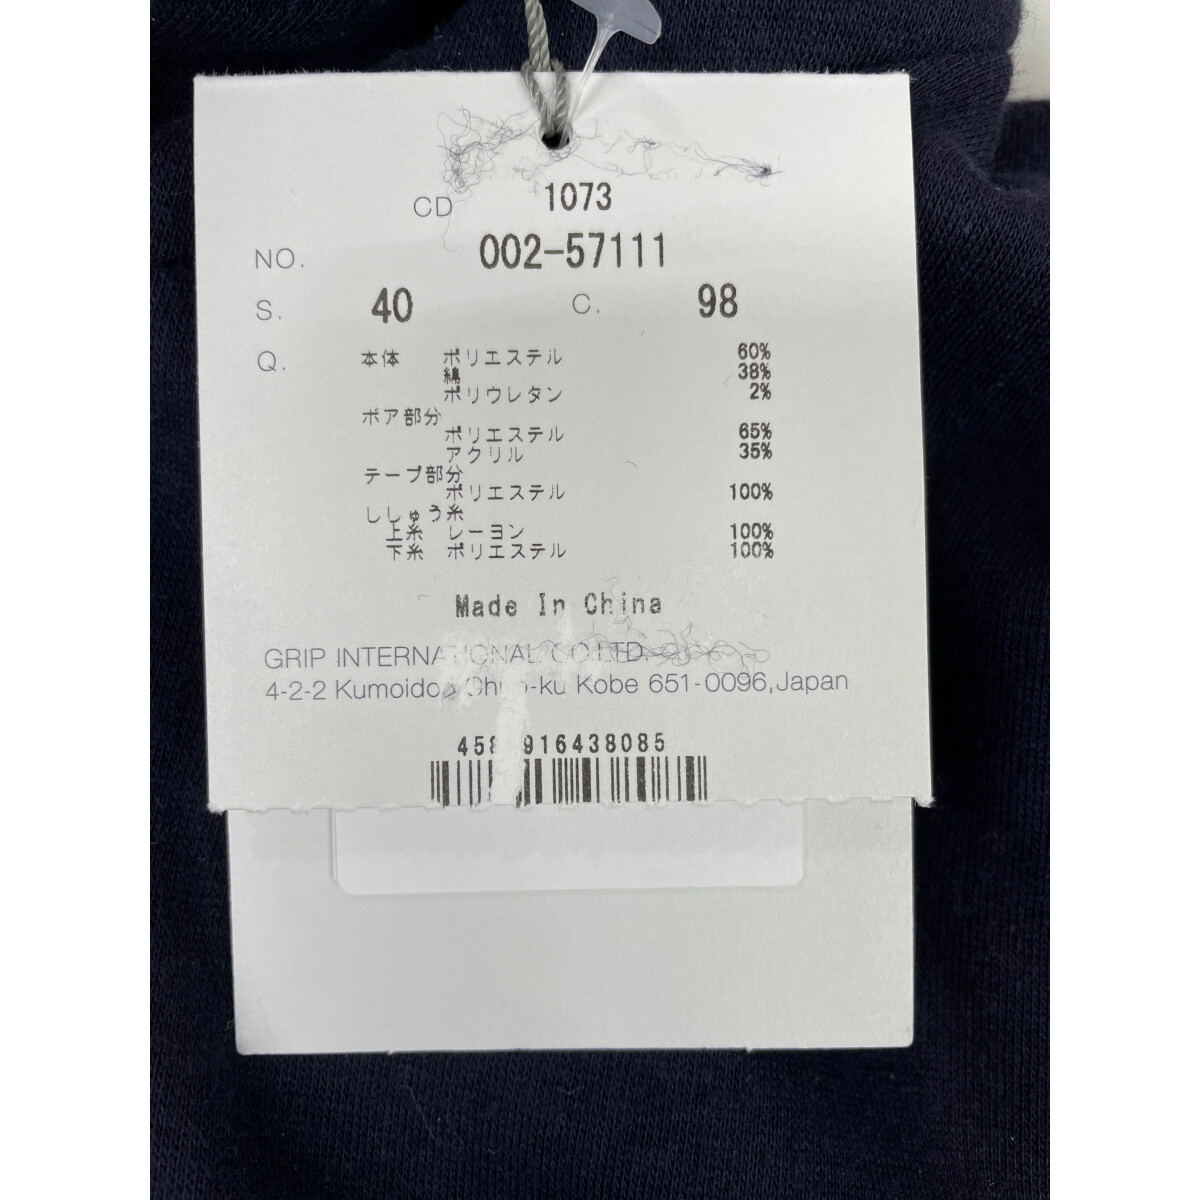 CD 1073
NO. 002-57111
S. 40 C. 98
Q. 本体 ポリエステル 60%
綿 38%
ポリウレタン 2%
ボア部分
ポリエステル 65%
アクリル 35%
テープ部分
ポリエステル 100%
ししゅう糸
上糸 レーヨン 100%
下糸 ポリエステル 100%
Made In China
GRIP INTERNATIONAL CO.LTD.
4-2-2 Kumoidori Chuo-ku Kobe 651-0096,Japan